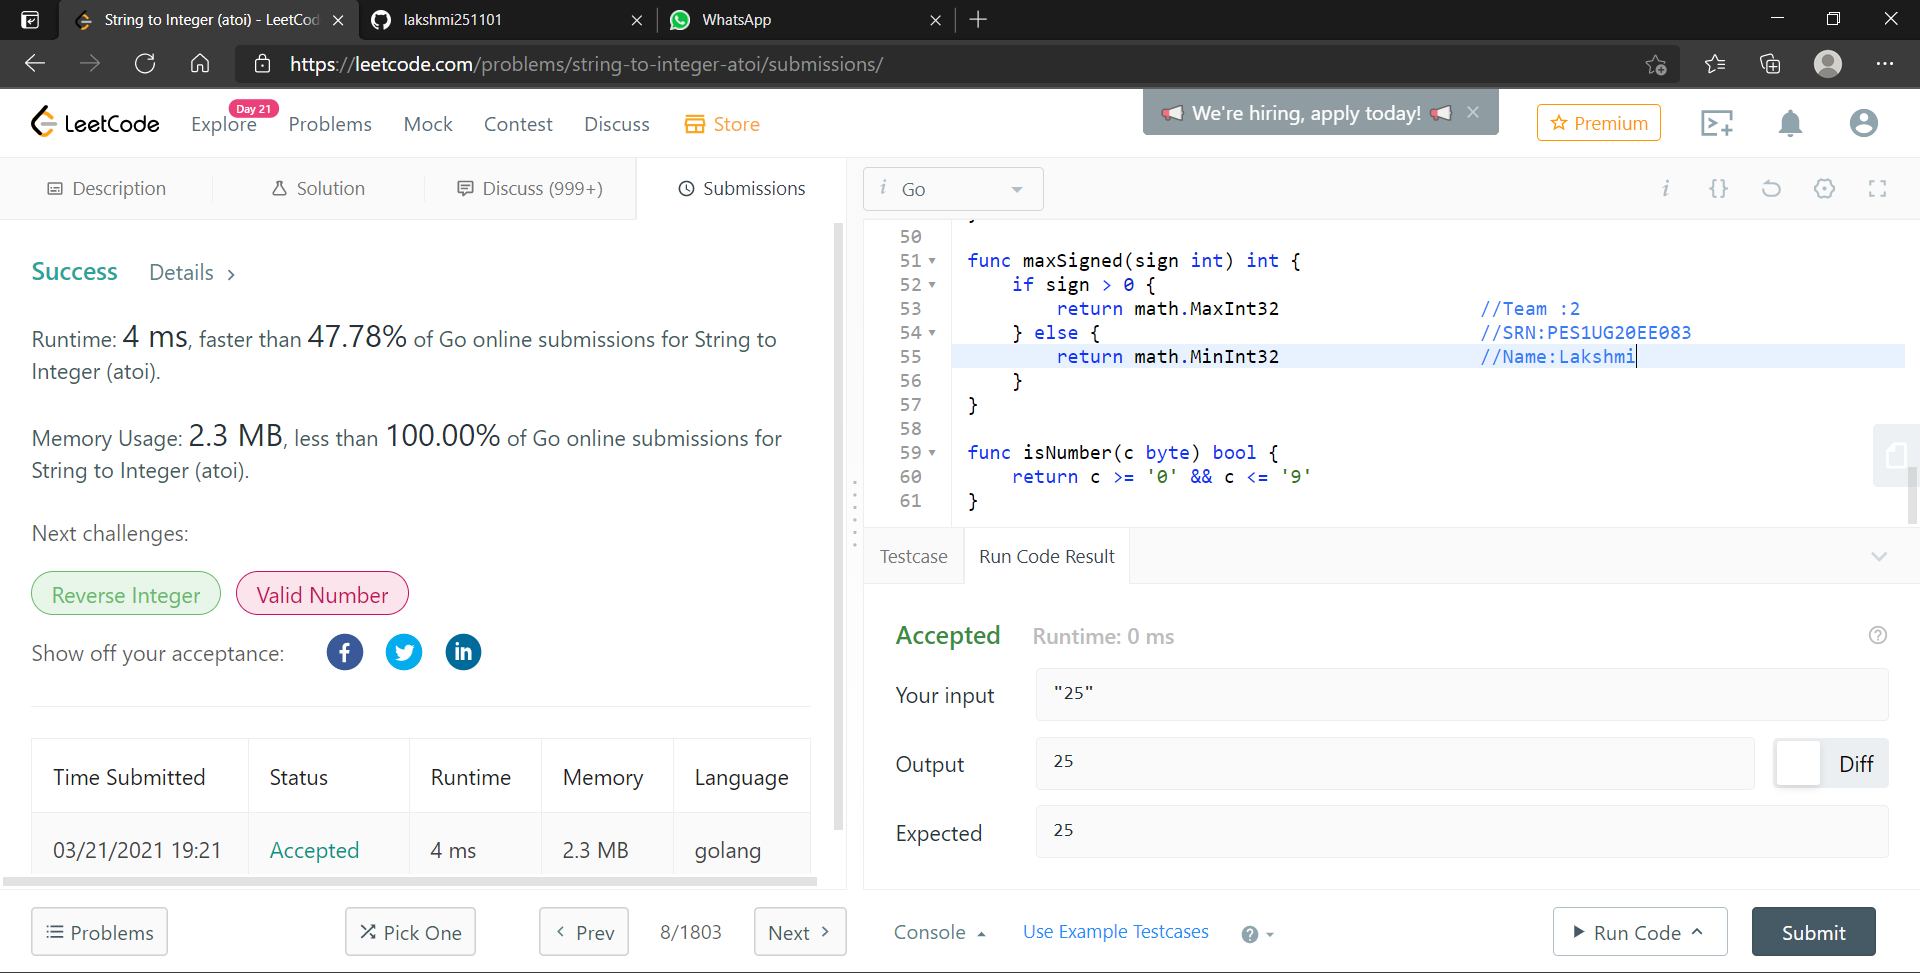 String to Integer (atoi) - LeetCod
lakshmi251101
WhatsApp
https://leetcode.com/problems/string-to-integer-atoi/submissions/
LeetCode
Explore
Day 21
Problems
Mock
Contest
Discuss
Store
We're hiring, apply today!
Premium
Description
Solution
Discuss (999+)
Submissions
i Go
i {}
Success Details >
Runtime: 4 ms, faster than 47.78% of Go online submissions for String to
Integer (atoi).
Memory Usage: 2.3 MB, less than 100.00% of Go online submissions for
String to Integer (atoi).
Next challenges:
Reverse Integer
Valid Number
Show off your acceptance:
Time Submitted Status Runtime Memory Language
03/21/2021 19:21 Accepted 4 ms 2.3 MB golang
50
51 func maxSigned(sign int) int {
52 if sign > 0 {
53 return math.MaxInt32 //Team :2
54 } else { //SRN:PES1UG20EE083
55 return math.MinInt32 //Name:Lakshmi
56 }
57 }
58
59 func isNumber(c byte) bool {
60 return c >= '0' && c <= '9'
61 }
Testcase
Run Code Result
Accepted Runtime: 0 ms
Your input "25"
Output 25 Diff
Expected 25
Problems
Pick One
< Prev
8/1803
Next >
Console
Use Example Testcases
Run Code
Submit